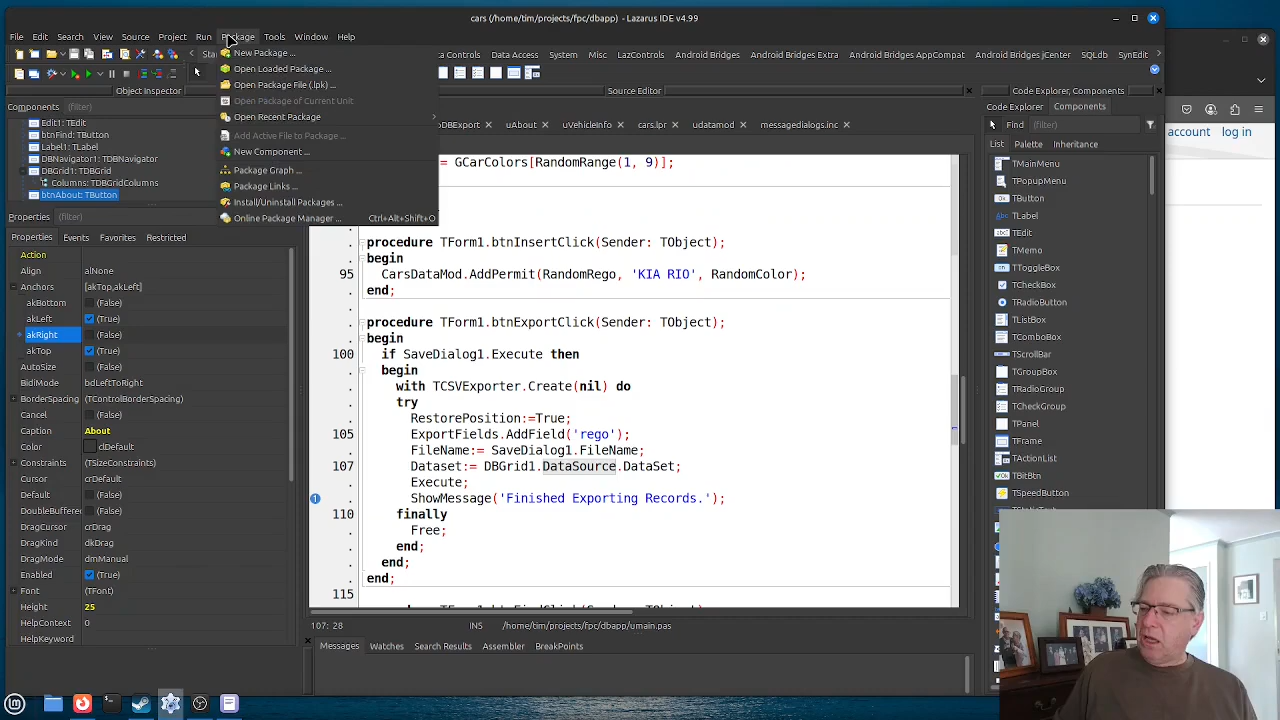 cars (/home/tim/projects/fpc/dbapp) - Lazarus IDE v4.99
File Edit Search View Source Project Run Package Tools Window Help
New Package ...
Open Loaded Package ...
Open Package File (.lpk) ...
Open Package of Current Unit
Open Recent Package
Add Active File to Package ...
New Component ...
Package Graph ...
Package Links ...
Install/Uninstall Packages ...
Online Package Manager ... Ctrl+Alt+Shift+O
Data Access System Misc LazControls Android Bridges Extra Android Bridges SQLdb SynEdit
Object Inspector
Components (filter)
Edit1: TEdit
btnFind: TButton
Label1: TLabel
DBNavigator1: TDBNavigator
DBGrid1: TDBGrid
Columns: TDBGridColumns
btnAbout: TButton
Properties (filter)
Properties Events Favorites Restricted
Action
Align alNone
Anchors [akTop,akLeft]
akBottom (False)
akLeft (True)
akRight (False)
akTop (True)
AutoSize (False)
BidiMode bdLeftToRight
BorderSpacing (TControlBorderSpacing)
Cancel (False)
Caption About
Color clDefault
Constraints (TSizeConstraints)
Cursor crDefault
Default (False)
DoubleBuffere (False)
DragCursor crDrag
DragKind dkDrag
DragMode dmManual
Enabled (True)
Font (TFont)
Height 25
HelpContext 0
HelpKeyword
Source Editor
uAbout uVehicleInfo cars.lpr udatamod messagedialogs.inc
= GCarColors[RandomRange(1, 9)];
procedure TForm1.btnInsertClick(Sender: TObject);
begin
95 CarsDataMod.AddPermit(RandomRego, 'KIA RIO', RandomColor);
end;
procedure TForm1.btnExportClick(Sender: TObject);
begin
100 if SaveDialog1.Execute then
begin
with TCSVExporter.Create(nil) do
try
RestorePosition:=True;
105 ExportFields.AddField('rego');
FileName:= SaveDialog1.FileName;
107 Dataset:= DBGrid1.DataSource.DataSet;
Execute;
ShowMessage('Finished Exporting Records.');
110 finally
Free;
end;
end;
end;
115
107: 28 INS /home/tim/projects/fpc/dbapp/umain.pas
Messages Watches Search Results Assembler BreakPoints
Code Explorer, Components
Code Explorer Components
Find (filter)
List Palette Inheritance
TMainMenu
TPopupMenu
TButton
TLabel
TEdit
TMemo
TToggleBox
TCheckBox
TRadioButton
TListBox
TComboBox
TScrollBar
TGroupBox
TRadioGroup
TCheckGroup
TPanel
TFrame
TActionList
TBitBtn
TSpeedButton
account log in